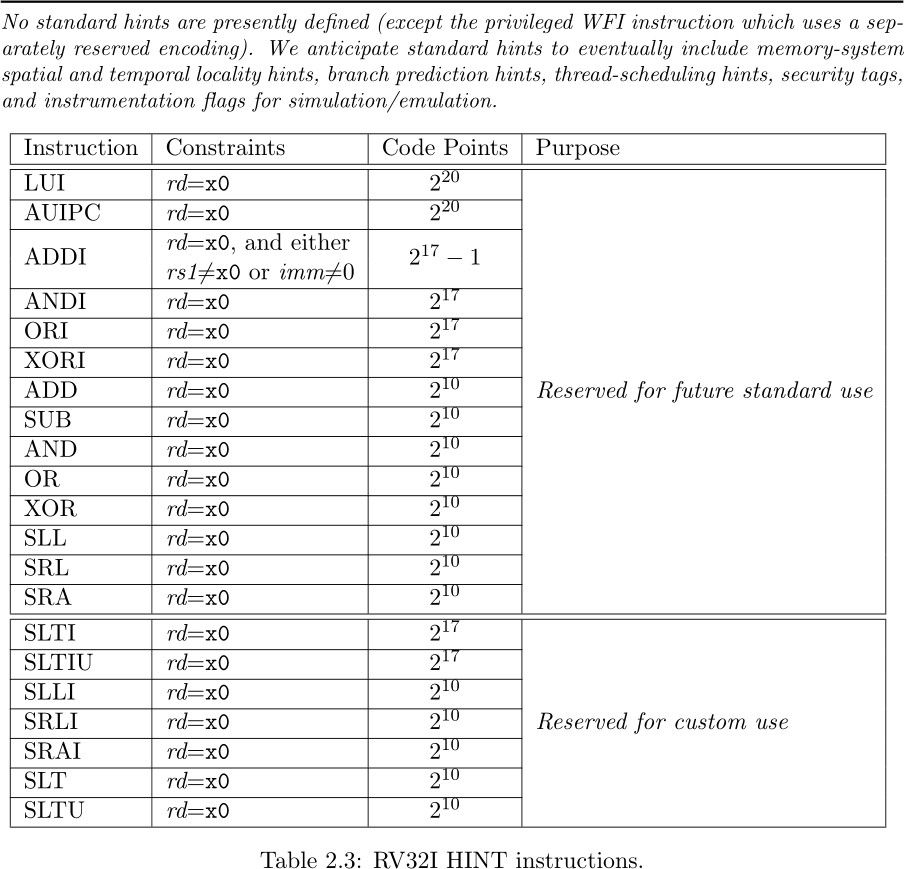 No standard hints are presently defined (except the privileged WFI instruction which uses a sep-
arately reserved encoding). We anticipate standard hints to eventually include memory-system
spatial and temporal locality hints, branch prediction hints, thread-scheduling hints, security tags,
and instrumentation flags for simulation/emulation.
Instruction Constraints Code Points Purpose
LUI rd=x0 2^20
AUIPC rd=x0 2^20
ADDI rd=x0, and either rs1≠x0 or imm≠0 2^17 − 1
ANDI rd=x0 2^17
ORI rd=x0 2^17
XORI rd=x0 2^17
ADD rd=x0 2^10 Reserved for future standard use
SUB rd=x0 2^10
AND rd=x0 2^10
OR rd=x0 2^10
XOR rd=x0 2^10
SLL rd=x0 2^10
SRL rd=x0 2^10
SRA rd=x0 2^10
SLTI rd=x0 2^17
SLTIU rd=x0 2^17
SLLI rd=x0 2^10
SRLI rd=x0 2^10 Reserved for custom use
SRAI rd=x0 2^10
SLT rd=x0 2^10
SLTU rd=x0 2^10
Table 2.3: RV32I HINT instructions.